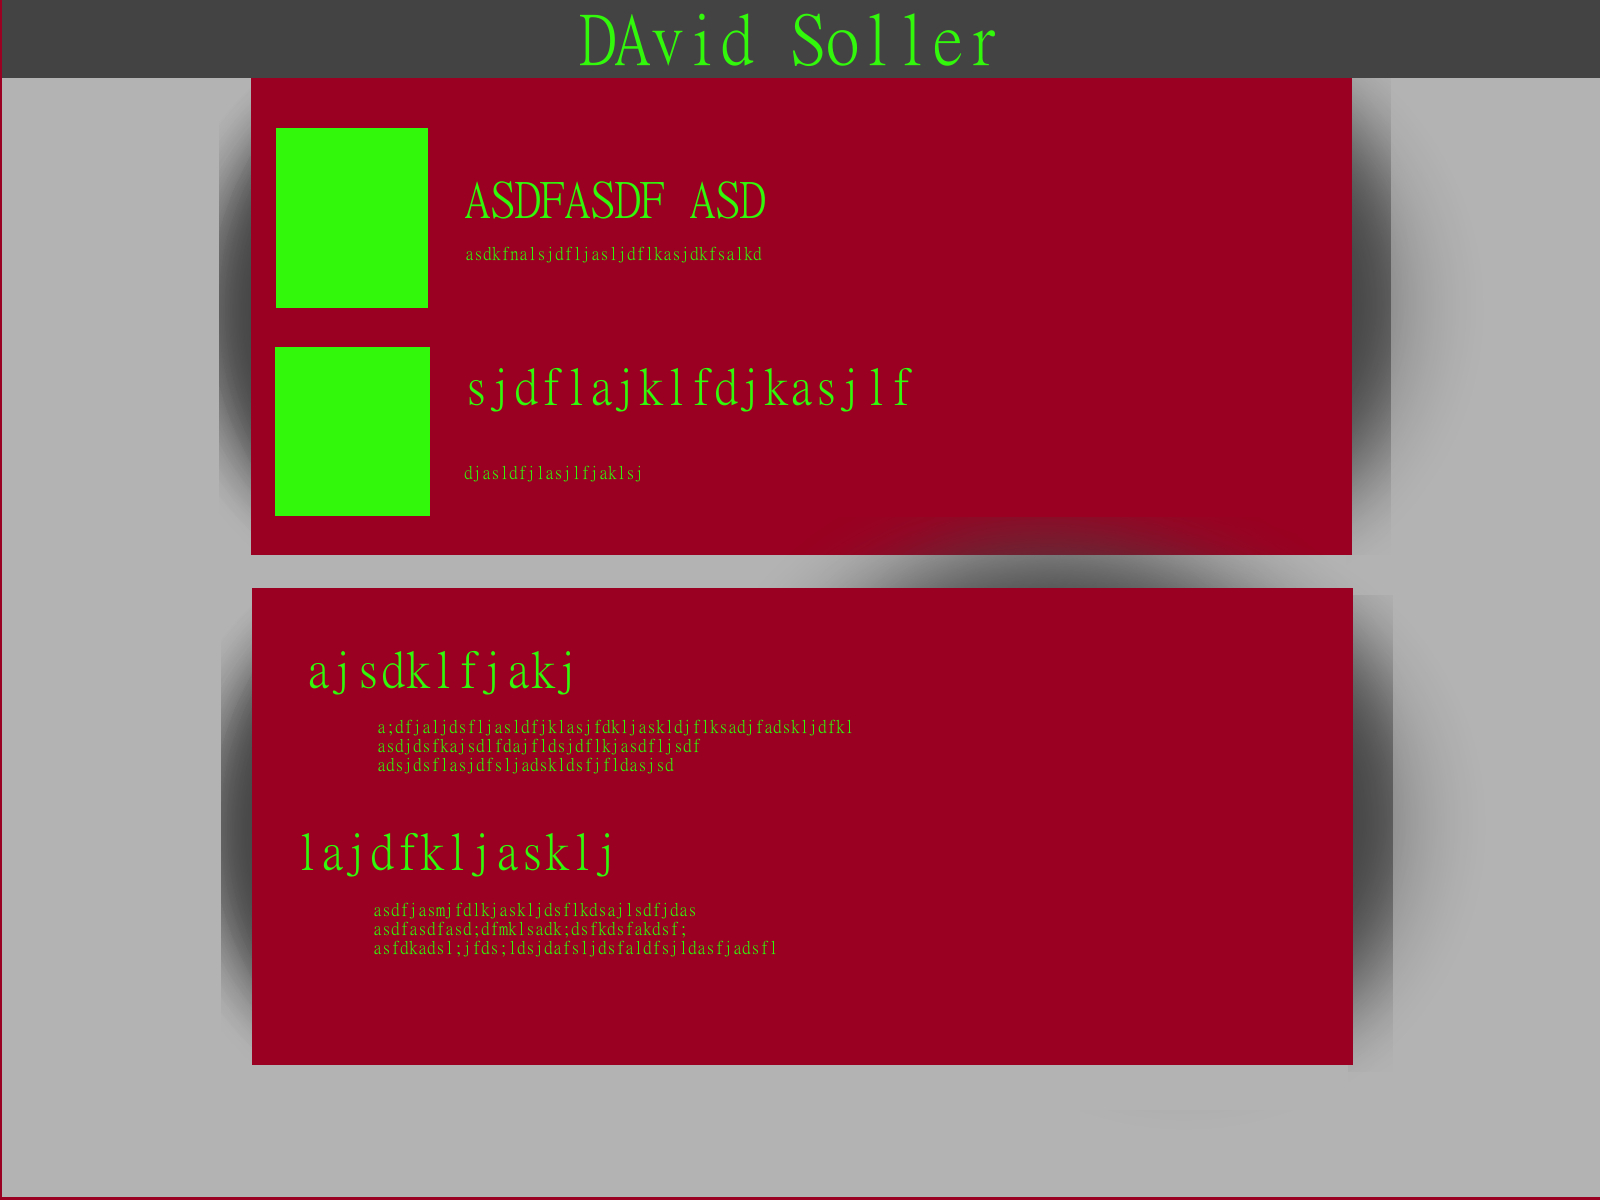 DAvid Soller
ASDFASDF ASD
asdkfnalsjdfljasljdflkasjdkfsalkd
sjdflajklfdjkasjlf
djasldfjlasjlfjaklsj
ajsdklfjakj
a;dfjaljdsfljasldfjklasjfdkljaskldjflksadjfadskljdfkl
asdjdsfkajsdlfdajfldsjdflkjasdfljsdf
adsjdsflasjdfsljadskldsfjfldasjsd
lajdfkljasklj
asdfjasmjfdlkjaskljdsflkdsajlsdfjdas
asdfasdfasd;dfmklsadk;dsfkdsfakdsf;
asfdkadsl;jfds;ldsjdafsljdsfaldfsjldasfjadsfl